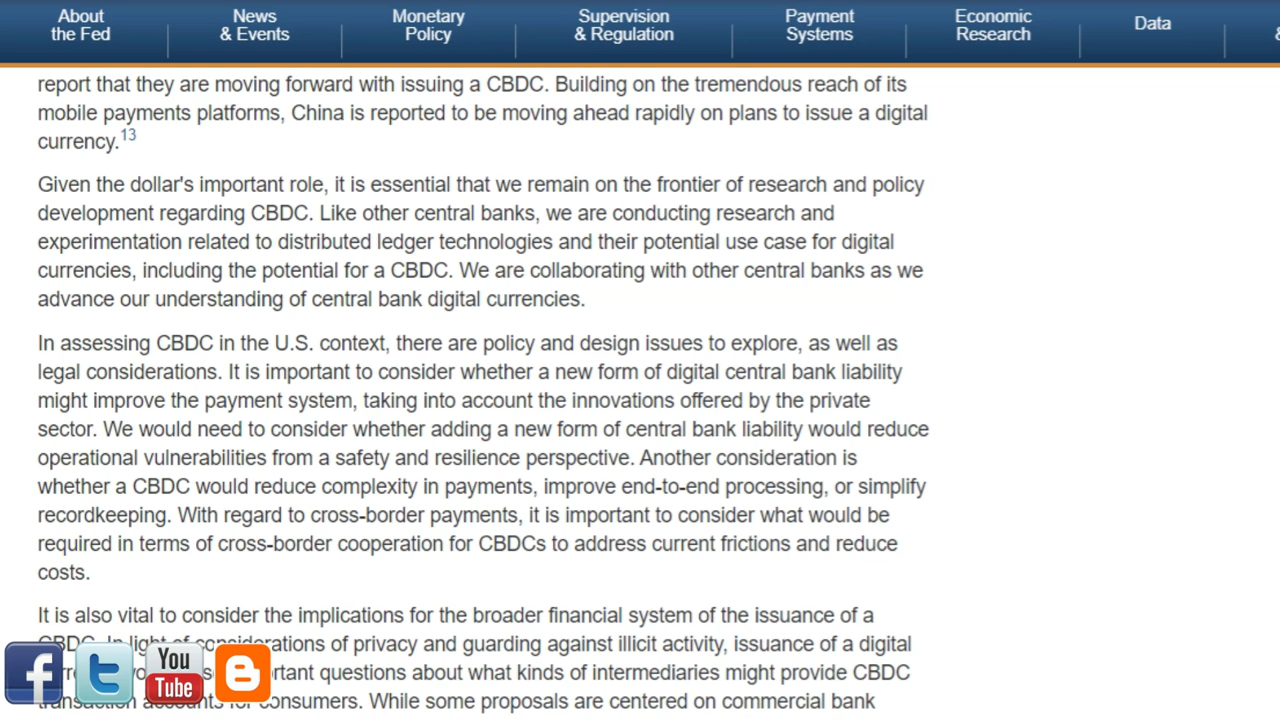 About the Fed
News & Events
Monetary Policy
Supervision & Regulation
Payment Systems
Economic Research
Data
&
report that they are moving forward with issuing a CBDC. Building on the tremendous reach of its
mobile payments platforms, China is reported to be moving ahead rapidly on plans to issue a digital
currency.13
Given the dollar's important role, it is essential that we remain on the frontier of research and policy
development regarding CBDC. Like other central banks, we are conducting research and
experimentation related to distributed ledger technologies and their potential use case for digital
currencies, including the potential for a CBDC. We are collaborating with other central banks as we
advance our understanding of central bank digital currencies.
In assessing CBDC in the U.S. context, there are policy and design issues to explore, as well as
legal considerations. It is important to consider whether a new form of digital central bank liability
might improve the payment system, taking into account the innovations offered by the private
sector. We would need to consider whether adding a new form of central bank liability would reduce
operational vulnerabilities from a safety and resilience perspective. Another consideration is
whether a CBDC would reduce complexity in payments, improve end-to-end processing, or simplify
recordkeeping. With regard to cross-border payments, it is important to consider what would be
required in terms of cross-border cooperation for CBDCs to address current frictions and reduce
costs.
It is also vital to consider the implications for the broader financial system of the issuance of a
CBDC. In light of considerations of privacy and guarding against illicit activity, issuance of a digital
questions about what kinds of intermediaries might provide CBDC
consumers. While some proposals are centered on commercial bank
f
t
You Tube
B